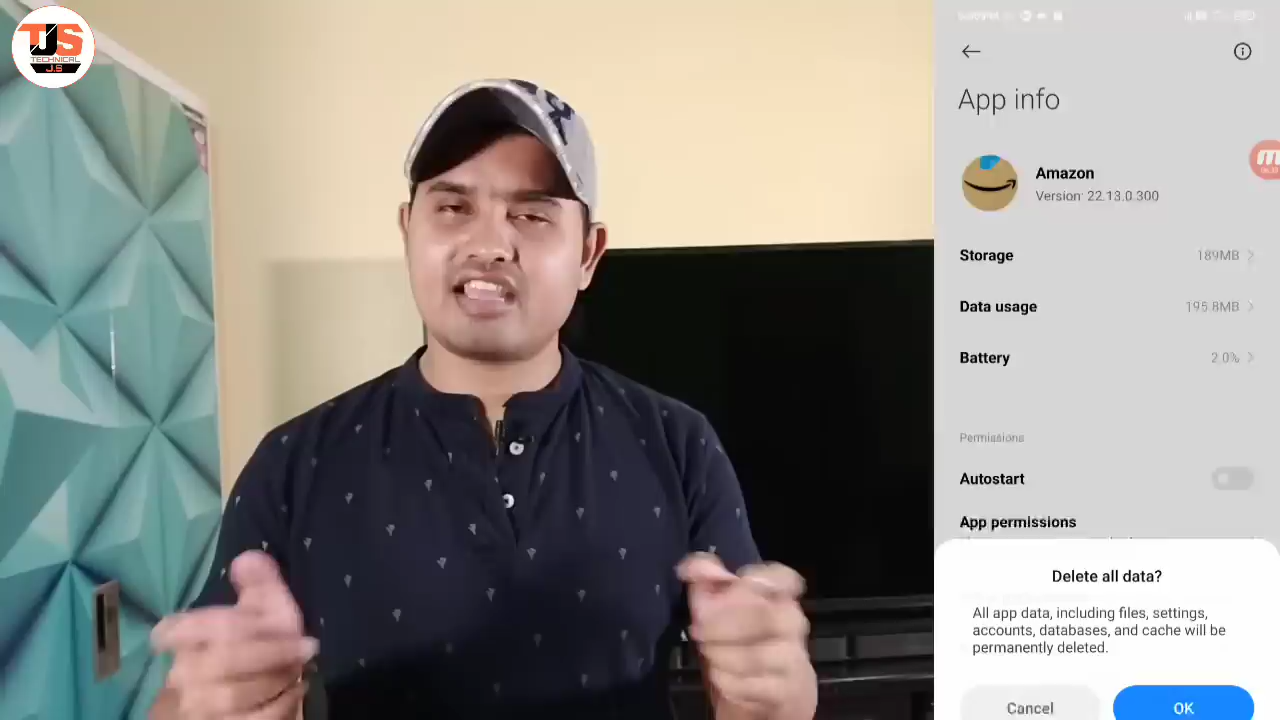 TJS
TECHNICAL
J.S
App info
Amazon
Version: 22.13.0.300
Storage
189MB
Data usage
195.8MB
Battery
2.0%
Permissions
Autostart
App permissions
Delete all data?
All app data, including files, settings,
accounts, databases, and cache will be
permanently deleted.
Cancel
OK